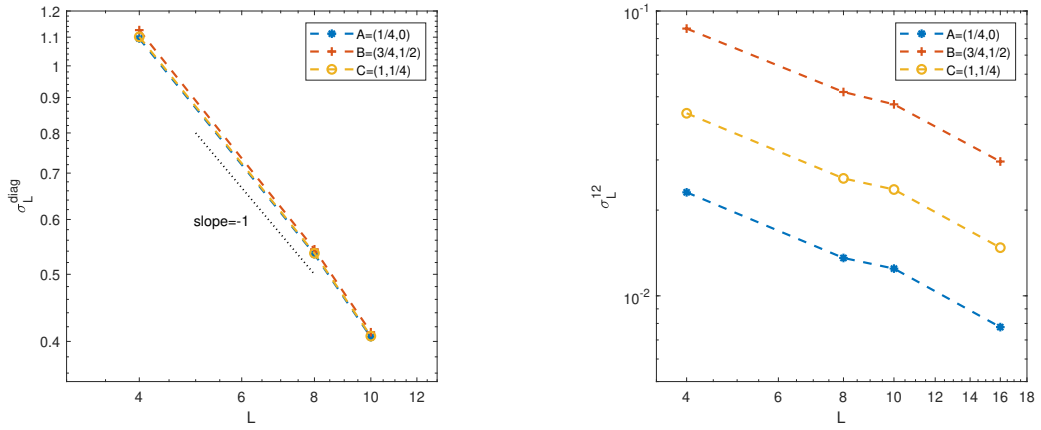 1.2
1.1
1
0.9
0.8
0.7
0.6
0.5
0.4
σ_L^diag
slope=-1
A=(1/4,0)
B=(3/4,1/2)
C=(1,1/4)
4 6 8 10 12
L
10^-1
10^-2
σ_L^12
A=(1/4,0)
B=(3/4,1/2)
C=(1,1/4)
4 6 8 10 12 14 16 18
L